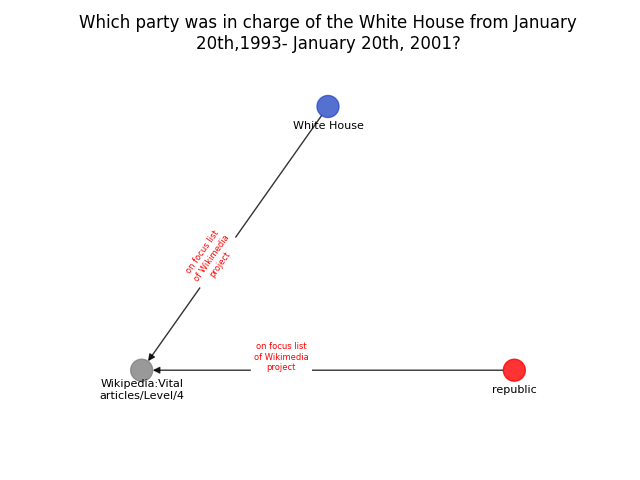 Which party was in charge of the White House from January
20th,1993- January 20th, 2001?
White House
on focus list
of Wikimedia
project
on focus list
of Wikimedia
project
Wikipedia:Vital
articles/Level/4
republic